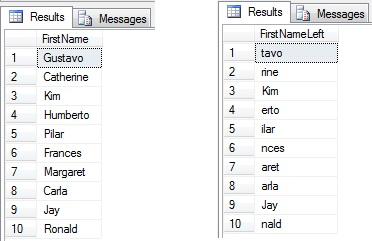 Results Messages
FirstName
1 Gustavo
2 Catherine
3 Kim
4 Humberto
5 Pilar
6 Frances
7 Margaret
8 Carla
9 Jay
10 Ronald
Results Messages
FirstNameLeft
1 tavo
2 rine
3 Kim
4 erto
5 ilar
6 nces
7 aret
8 arla
9 Jay
10 nald